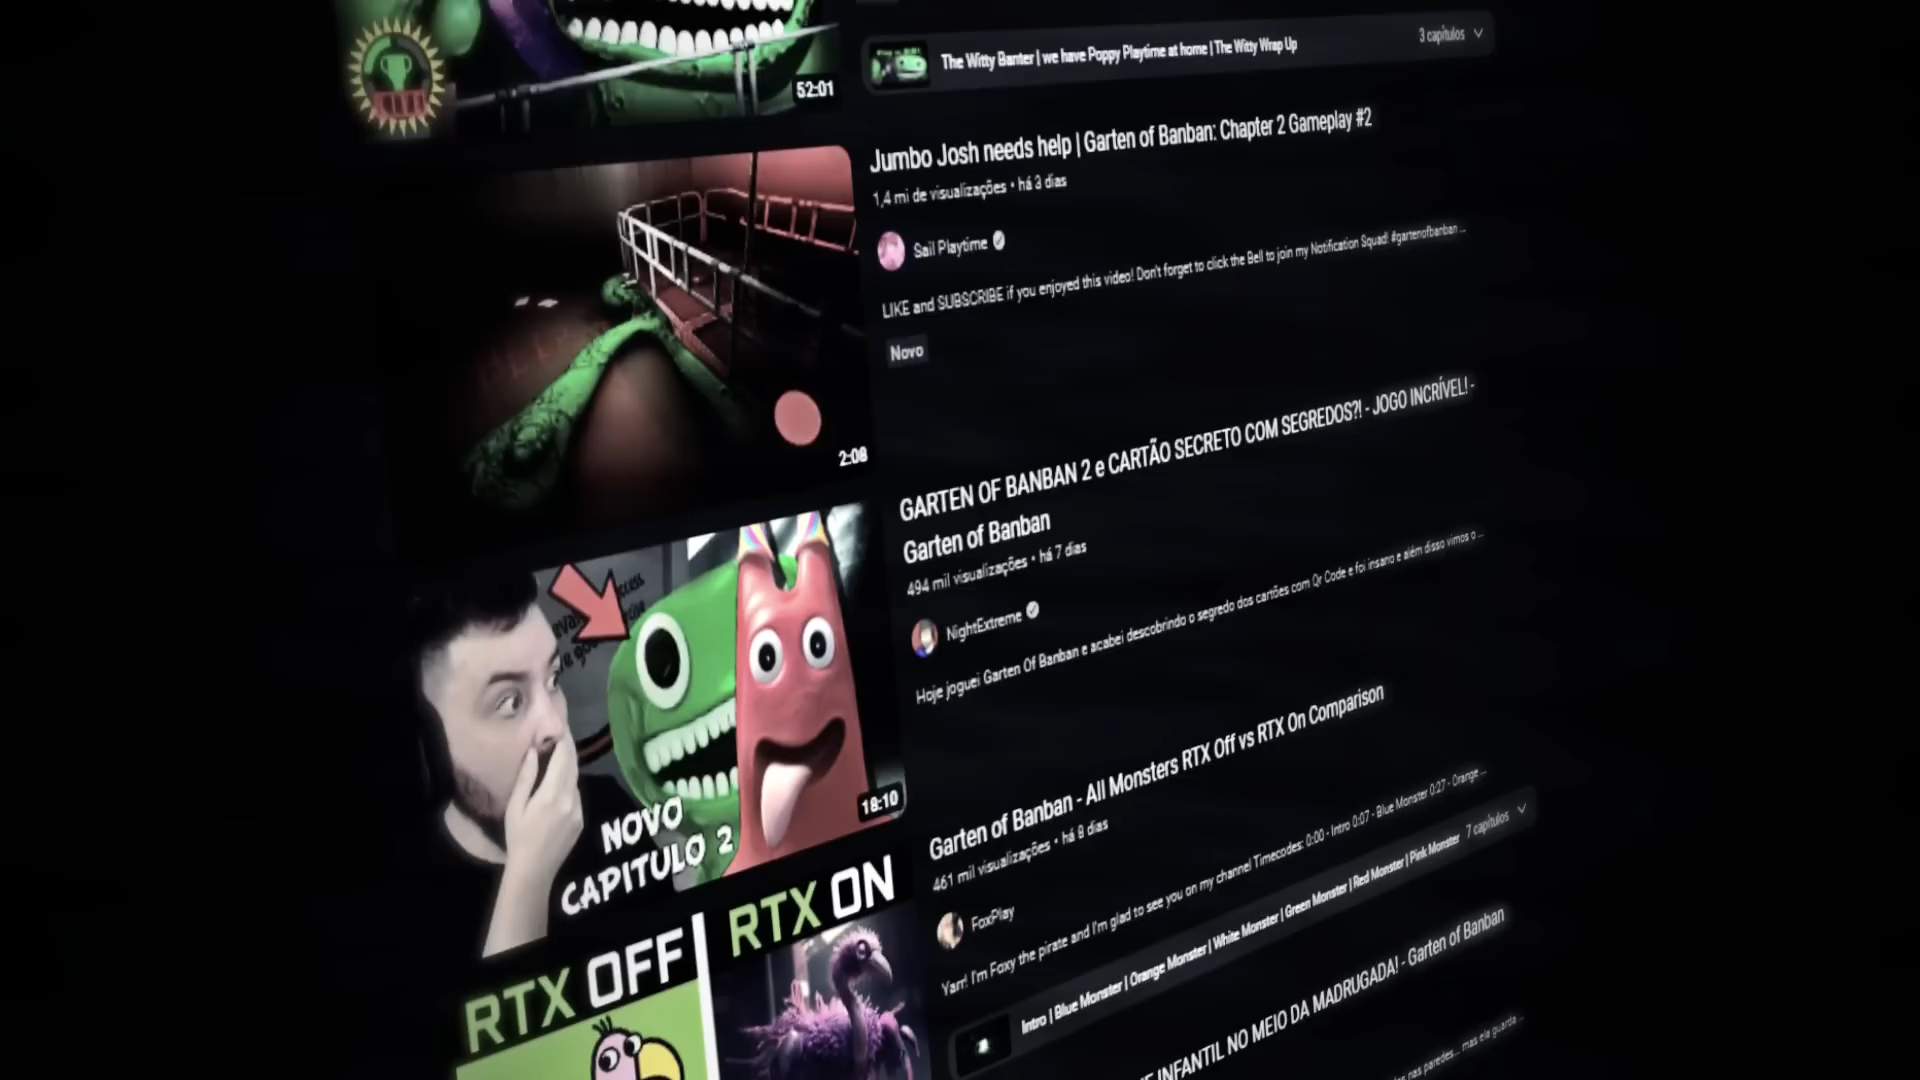 The Witty Banter | we have Poppy Playtime at home | The Witty Wrap Up
3 capítulos
52:01
Jumbo Josh needs help | Garten of Banban: Chapter 2 Gameplay #2
1,4 mi de visualizações • há 3 dias
Sail Playtime
LIKE and SUBSCRIBE if you enjoyed this video! Don't forget to click the Bell to join my Notification Squad! #gartenofbanban ...
Novo
2:08
GARTEN OF BANBAN 2 e CARTÃO SECRETO COM SEGREDOS?! - JOGO INCRÍVEL! -
Garten of Banban
494 mil visualizações • há 7 dias
NightExtreme
Hoje joguei Garten Of Banban e acabei descobrindo o segredo dos cartões com Qr Code e foi insano e além disso vimos o ...
NOVO
CAPITULO 2
18:10
Garten of Banban - All Monsters RTX Off vs RTX On Comparison
461 mil visualizações • há 8 dias
FoxPlay
Yarr! I'm Foxy the pirate and I'm glad to see you on my channel Timecodes: 0:00 - Intro 0:07 - Blue Monster 0:27 - Orange ...
Intro | Blue Monster | Orange Monster | White Monster | Green Monster | Red Monster | Pink Monster
7 capítulos
RTX OFF
RTX ON
INFANTIL NO MEIO DA MADRUGADA! - Garten of Banban
nas paredes... mas ela guarda ...